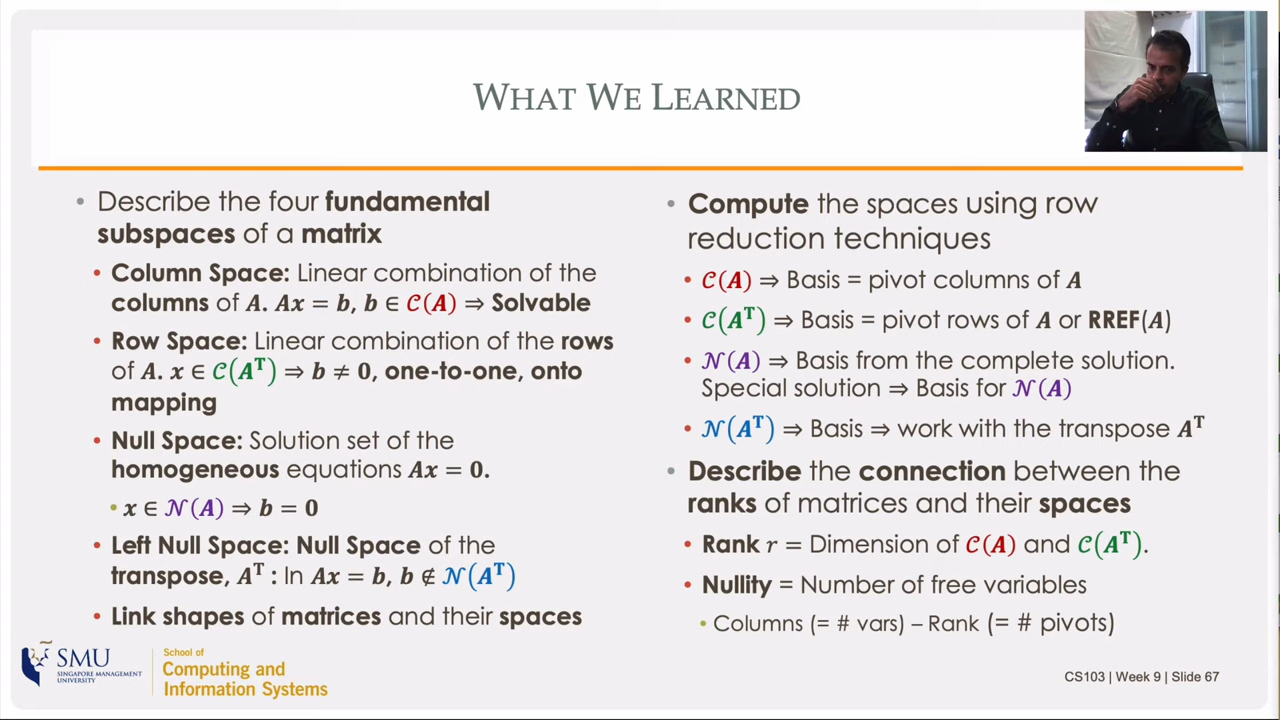 WHAT WE LEARNED
• Describe the four fundamental
subspaces of a matrix
• Column Space: Linear combination of the
columns of A. Ax = b, b ∈ 𝒞(A) ⇒ Solvable
• Row Space: Linear combination of the rows
of A. x ∈ 𝒞(Aᵀ) ⇒ b ≠ 0, one-to-one, onto
mapping
• Null Space: Solution set of the
homogeneous equations Ax = 0.
• x ∈ 𝒩(A) ⇒ b = 0
• Left Null Space: Null Space of the
transpose, Aᵀ : In Ax = b, b ∉ 𝒩(Aᵀ)
• Link shapes of matrices and their spaces
• Compute the spaces using row
reduction techniques
• 𝒞(A) ⇒ Basis = pivot columns of A
• 𝒞(Aᵀ) ⇒ Basis = pivot rows of A or RREF(A)
• 𝒩(A) ⇒ Basis from the complete solution.
Special solution ⇒ Basis for 𝒩(A)
• 𝒩(Aᵀ) ⇒ Basis ⇒ work with the transpose Aᵀ
• Describe the connection between the
ranks of matrices and their spaces
• Rank r = Dimension of 𝒞(A) and 𝒞(Aᵀ).
• Nullity = Number of free variables
• Columns (= # vars) – Rank (= # pivots)
SMU
SINGAPORE MANAGEMENT
UNIVERSITY
School of
Computing and
Information Systems
CS103 | Week 9 | Slide 67